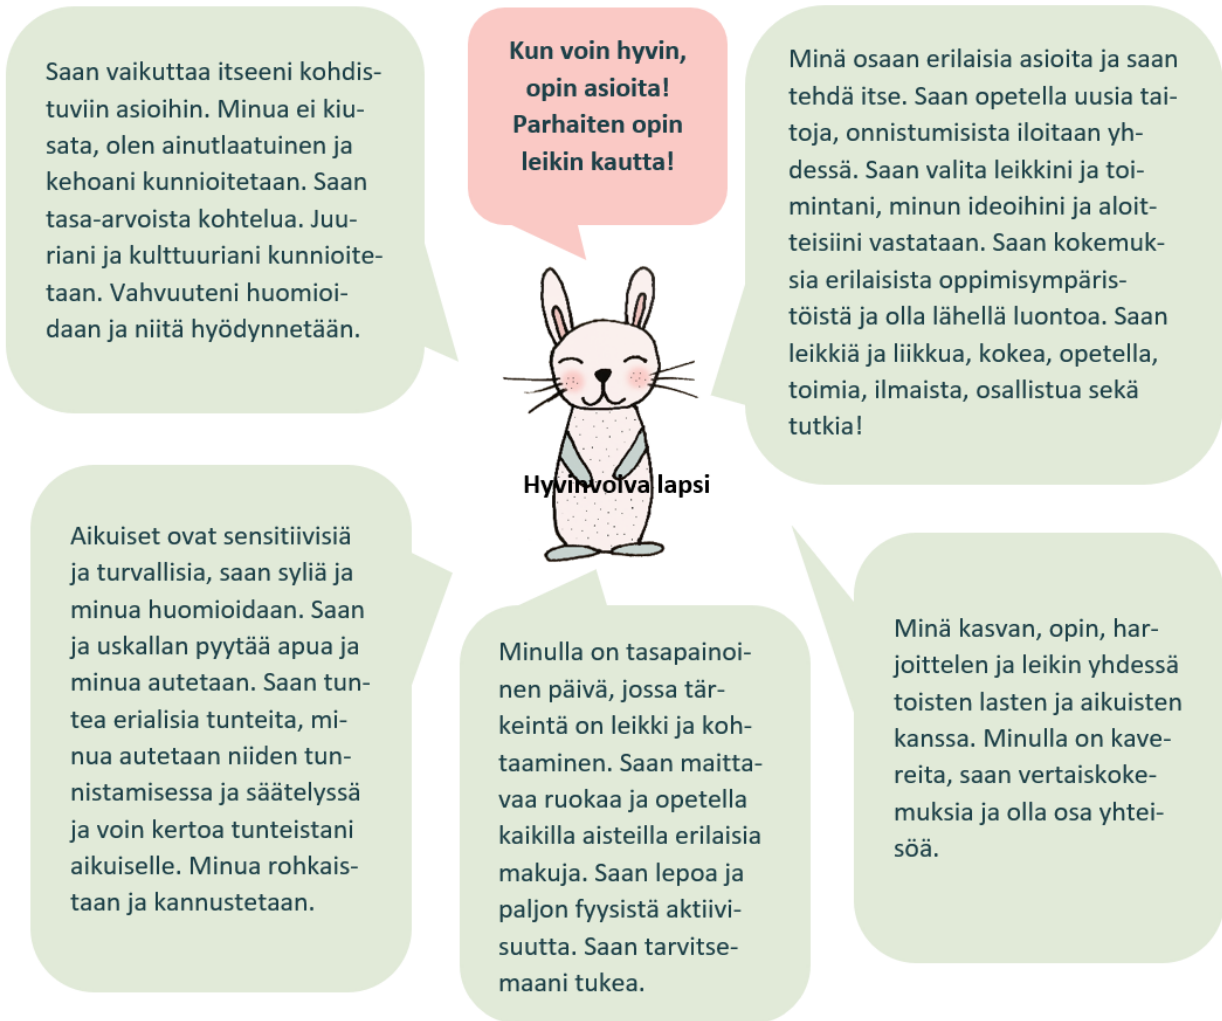 Saan vaikuttaa itseeni kohdis-
tuviin asioihin. Minua ei kiu-
sata, olen ainutlaatuinen ja
kehoani kunnioitetaan. Saan
tasa-arvoista kohtelua. Juu-
riani ja kulttuuriani kunnioite-
taan. Vahvuuteni huomioi-
daan ja niitä hyödynnetään.
Kun voin hyvin,
opin asioita!
Parhaiten opin
leikin kautta!
Minä osaan erilaisia asioita ja saan
tehdä itse. Saan opetella uusia tai-
toja, onnistumisista iloitaan yh-
dessä. Saan valita leikkini ja toi-
mintani, minun ideoihini ja aloit-
teisiini vastataan. Saan kokemuk-
sia erilaisista oppimisympäris-
töistä ja olla lähellä luontoa. Saan
leikkiä ja liikkua, kokea, opetella,
toimia, ilmaista, osallistua sekä
tutkia!
Hyvinvolva lapsi
Aikuiset ovat sensitiivisiä
ja turvallisia, saan syliä ja
minua huomioidaan. Saan
ja uskallan pyytää apua ja
minua autetaan. Saan tun-
tea erialisia tunteita, mi-
nua autetaan niiden tun-
nistamisessa ja säätelyssä
ja voin kertoa tunteistani
aikuiselle. Minua rohkais-
taan ja kannustetaan.
Minulla on tasapainoi-
nen päivä, jossa tär-
keintä on leikki ja koh-
taaminen. Saan maitta-
vaa ruokaa ja opetella
kaikilla aisteilla erilaisia
makuja. Saan lepoa ja
paljon fyysistä aktiivi-
suutta. Saan tarvitse-
maani tukea.
Minä kasvan, opin, har-
joittelen ja leikin yhdessä
toisten lasten ja aikuisten
kanssa. Minulla on kave-
reita, saan vertaiskoke-
muksia ja olla osa yhtei-
söä.